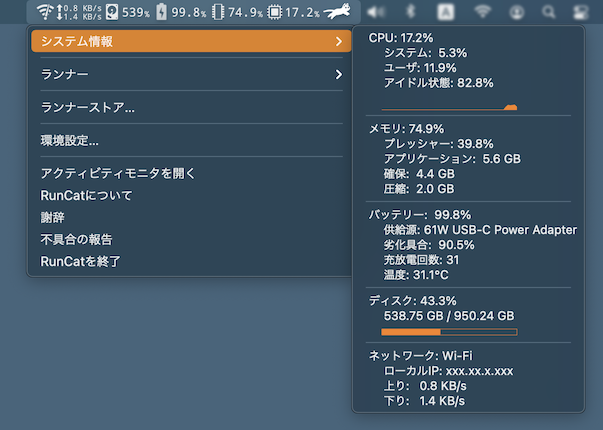 0.8 KB/s
1.4 KB/s
539% 99.8% 74.9% 17.2% A
システム情報
ランナー
ランナーストア...
環境設定...
アクティビティモニタを開く
RunCatについて
謝辞
不具合の報告
RunCatを終了
CPU: 17.2%
システム: 5.3%
ユーザ: 11.9%
アイドル状態: 82.8%
メモリ: 74.9%
プレッシャー: 39.8%
アプリケーション: 5.6 GB
確保: 4.4 GB
圧縮: 2.0 GB
バッテリー: 99.8%
供給源: 61W USB-C Power Adapter
劣化具合: 90.5%
充放電回数: 31
温度: 31.1°C
ディスク: 43.3%
538.75 GB / 950.24 GB
ネットワーク: Wi-Fi
ローカルIP: xxx.xx.x.xxx
上り: 0.8 KB/s
下り: 1.4 KB/s